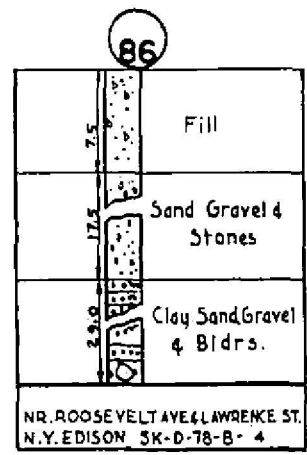 86
7.5
Fill
17.5
Sand Gravel &
Stones
29.0
Clay, Sand, Gravel
& Bldrs.
NR. ROOSEVELT AVE & LAWRENCE ST.
N.Y. EDISON SK-D-78-B-4